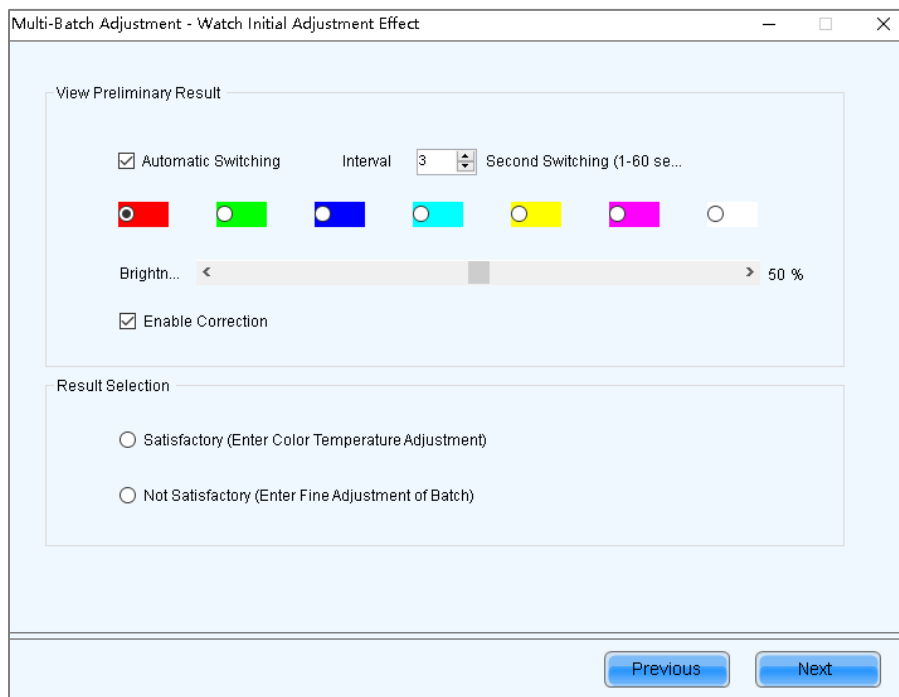 Multi-Batch Adjustment - Watch Initial Adjustment Effect
View Preliminary Result
Automatic Switching Interval 3 Second Switching (1-60 se...
Brightn... 50 %
Enable Correction
Result Selection
Satisfactory (Enter Color Temperature Adjustment)
Not Satisfactory (Enter Fine Adjustment of Batch)
Previous Next